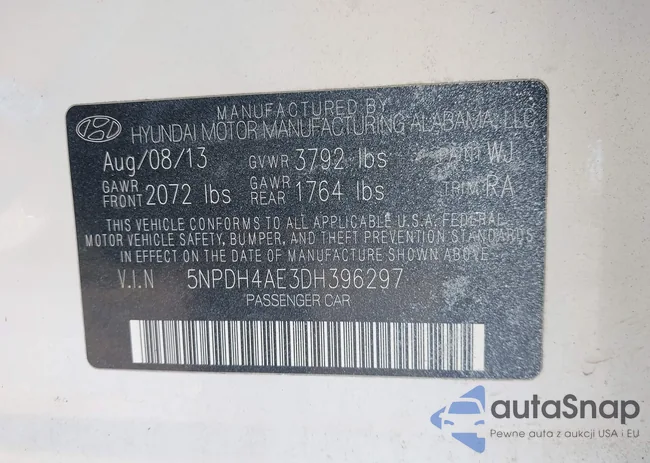 MANUFACTURED BY
HYUNDAI MOTOR MANUFACTURING ALABAMA, LLC
Aug/08/13 GVWR 3792 lbs WJ
GAWR FRONT 2072 lbs GAWR REAR 1764 lbs TRIM RA
THIS VEHICLE CONFORMS TO ALL APPLICABLE U.S.A. FEDERAL
MOTOR VEHICLE SAFETY, BUMPER, AND THEFT PREVENTION STANDARDS
IN EFFECT ON THE DATE OF MANUFACTURE SHOWN ABOVE.
V.I.N 5NPDH4AE3DH396297
PASSENGER CAR
autaSnap
Pewne auta z aukcji USA i EU